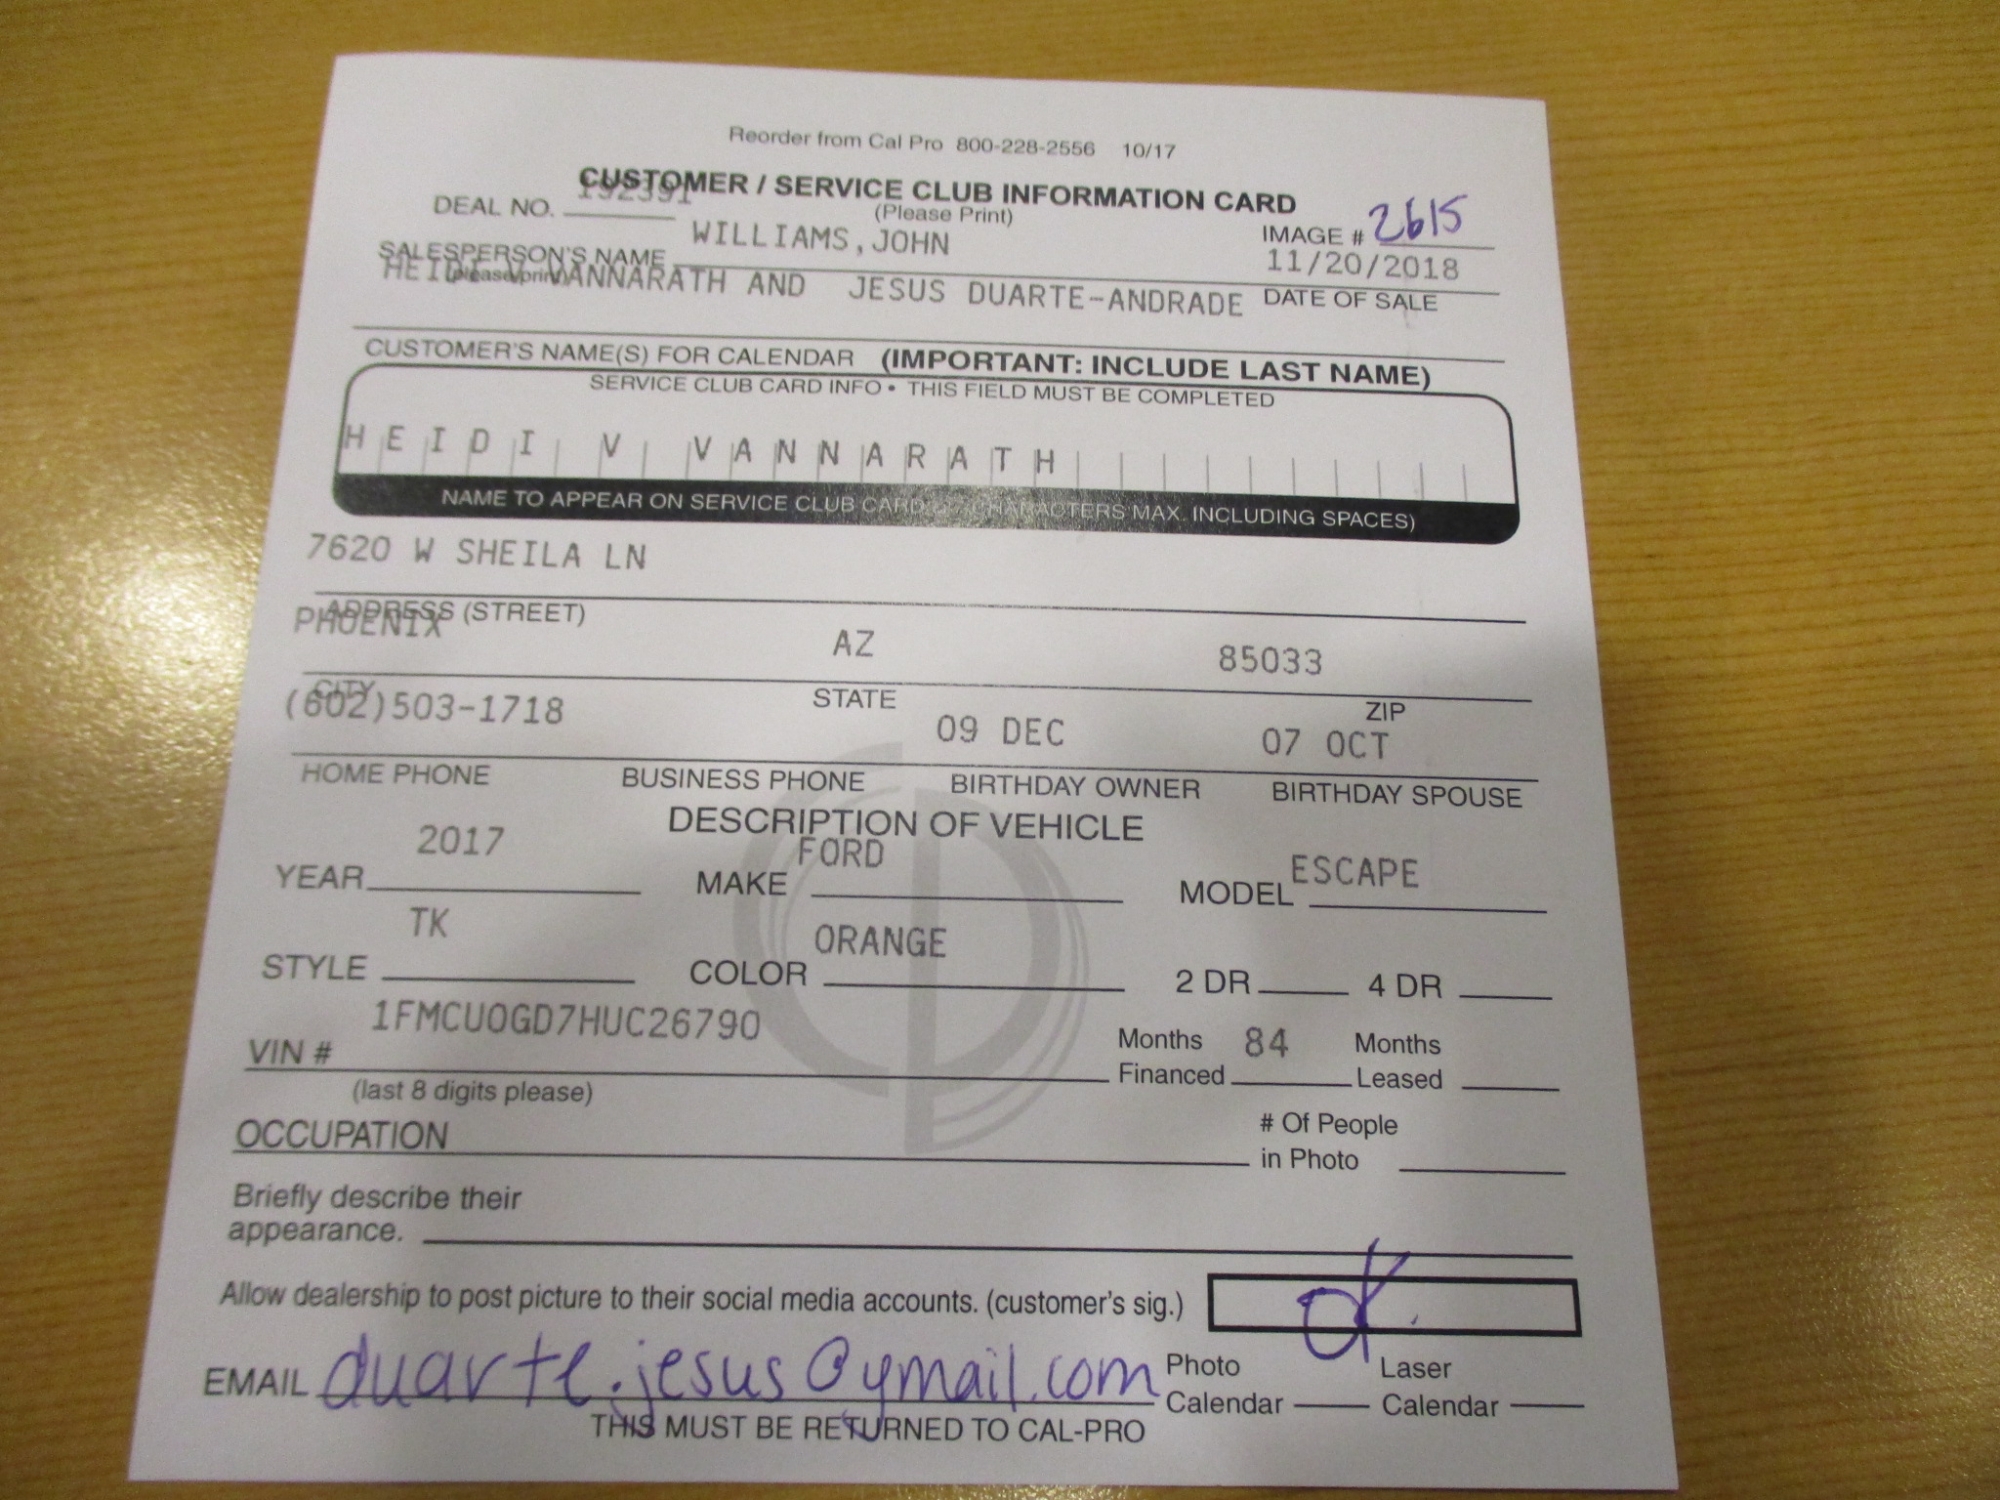 Reorder from Cal Pro 800-228-2556 10/17
CUSTOMER / SERVICE CLUB INFORMATION CARD
(Please Print)
DEAL NO. 192391
IMAGE # 2615
SALESPERSON'S NAME WILLIAMS,JOHN
(please print)
11/20/2018
DATE OF SALE
HEIDI V VANNARATH AND JESUS DUARTE-ANDRADE
CUSTOMER'S NAME(S) FOR CALENDAR (IMPORTANT: INCLUDE LAST NAME)
SERVICE CLUB CARD INFO • THIS FIELD MUST BE COMPLETED
HEIDI V VANNARATH
NAME TO APPEAR ON SERVICE CLUB CARD CHARACTERS MAX. INCLUDING SPACES)
7620 W SHEILA LN
ADDRESS (STREET)
PHOENIX AZ 85033
CITY STATE ZIP
(602)503-1718 09 DEC 07 OCT
HOME PHONE BUSINESS PHONE BIRTHDAY OWNER BIRTHDAY SPOUSE
DESCRIPTION OF VEHICLE
YEAR 2017 MAKE FORD MODEL ESCAPE
STYLE TK COLOR ORANGE 2 DR 4 DR
VIN # 1FMCU0GD7HUC26790
(last 8 digits please)
Months Financed 84 Months Leased
OCCUPATION
# Of People in Photo
Briefly describe their
appearance.
Allow dealership to post picture to their social media accounts. (customer's sig.)
EMAIL duarte.jesus@ymail.com
Photo Calendar Laser Calendar
THIS MUST BE RETURNED TO CAL-PRO